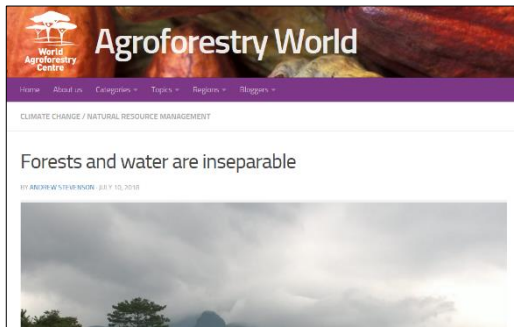 World
Agroforestry
Centre
Agroforestry World
Home About us Categories Topics Regions Bloggers
CLIMATE CHANGE / NATURAL RESOURCE MANAGEMENT
Forests and water are inseparable
BY ANDREW STEVENSON · JULY 10, 2018